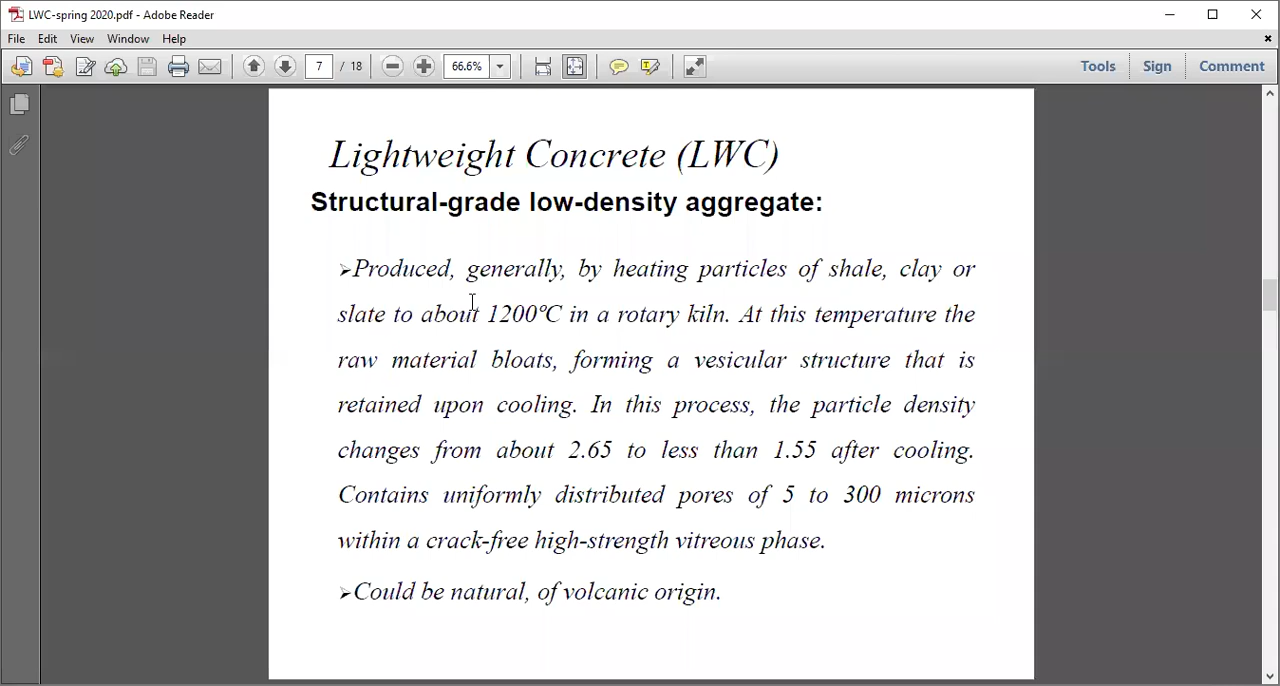 LWC-spring 2020.pdf - Adobe Reader
File Edit View Window Help
7 / 18 66.6% Tools Sign Comment
Lightweight Concrete (LWC)
Structural-grade low-density aggregate:
➢Produced, generally, by heating particles of shale, clay or
slate to about 1200ºC in a rotary kiln. At this temperature the
raw material bloats, forming a vesicular structure that is
retained upon cooling. In this process, the particle density
changes from about 2.65 to less than 1.55 after cooling.
Contains uniformly distributed pores of 5 to 300 microns
within a crack-free high-strength vitreous phase.
➢Could be natural, of volcanic origin.